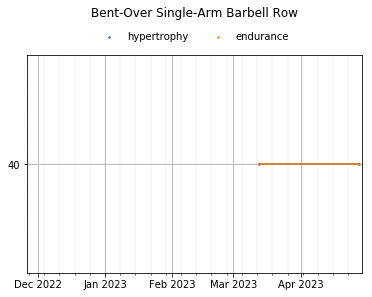 Bent-Over Single-Arm Barbell Row
hypertrophy endurance
40
Dec 2022 Jan 2023 Feb 2023 Mar 2023 Apr 2023